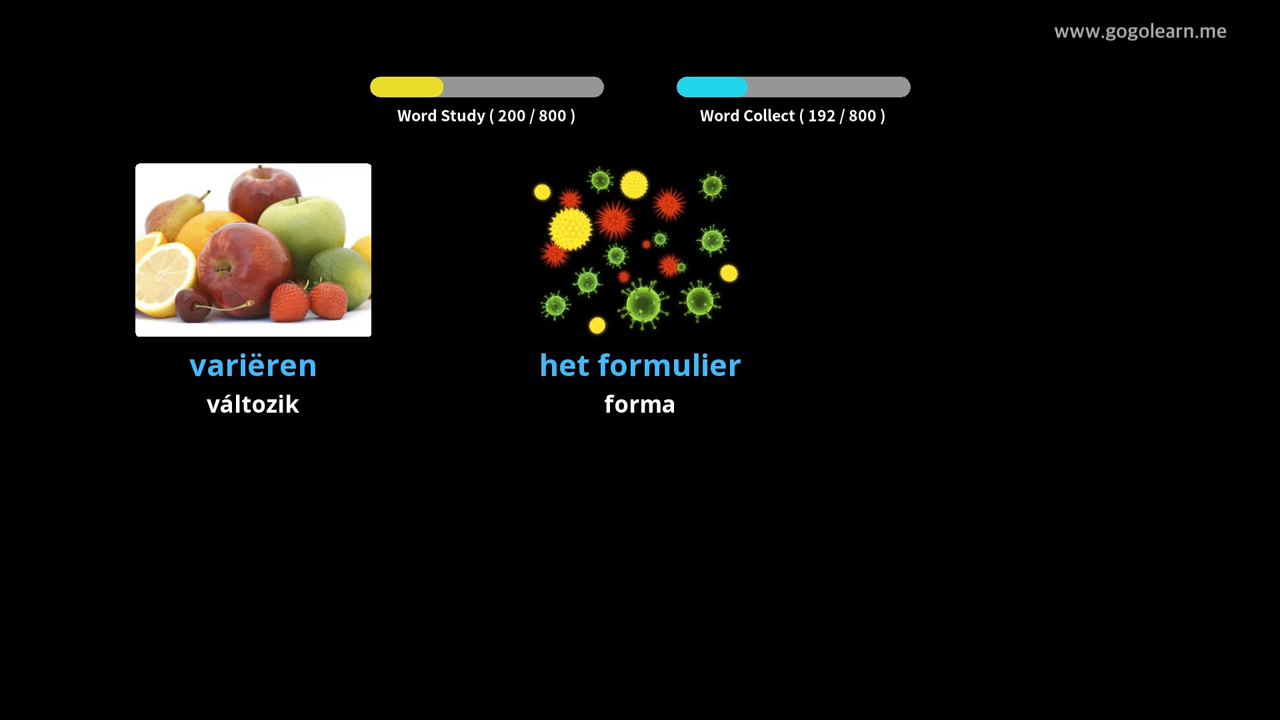 www.gogolearn.me
Word Study ( 200 / 800 )
Word Collect ( 192 / 800 )
variëren
változik
het formulier
forma